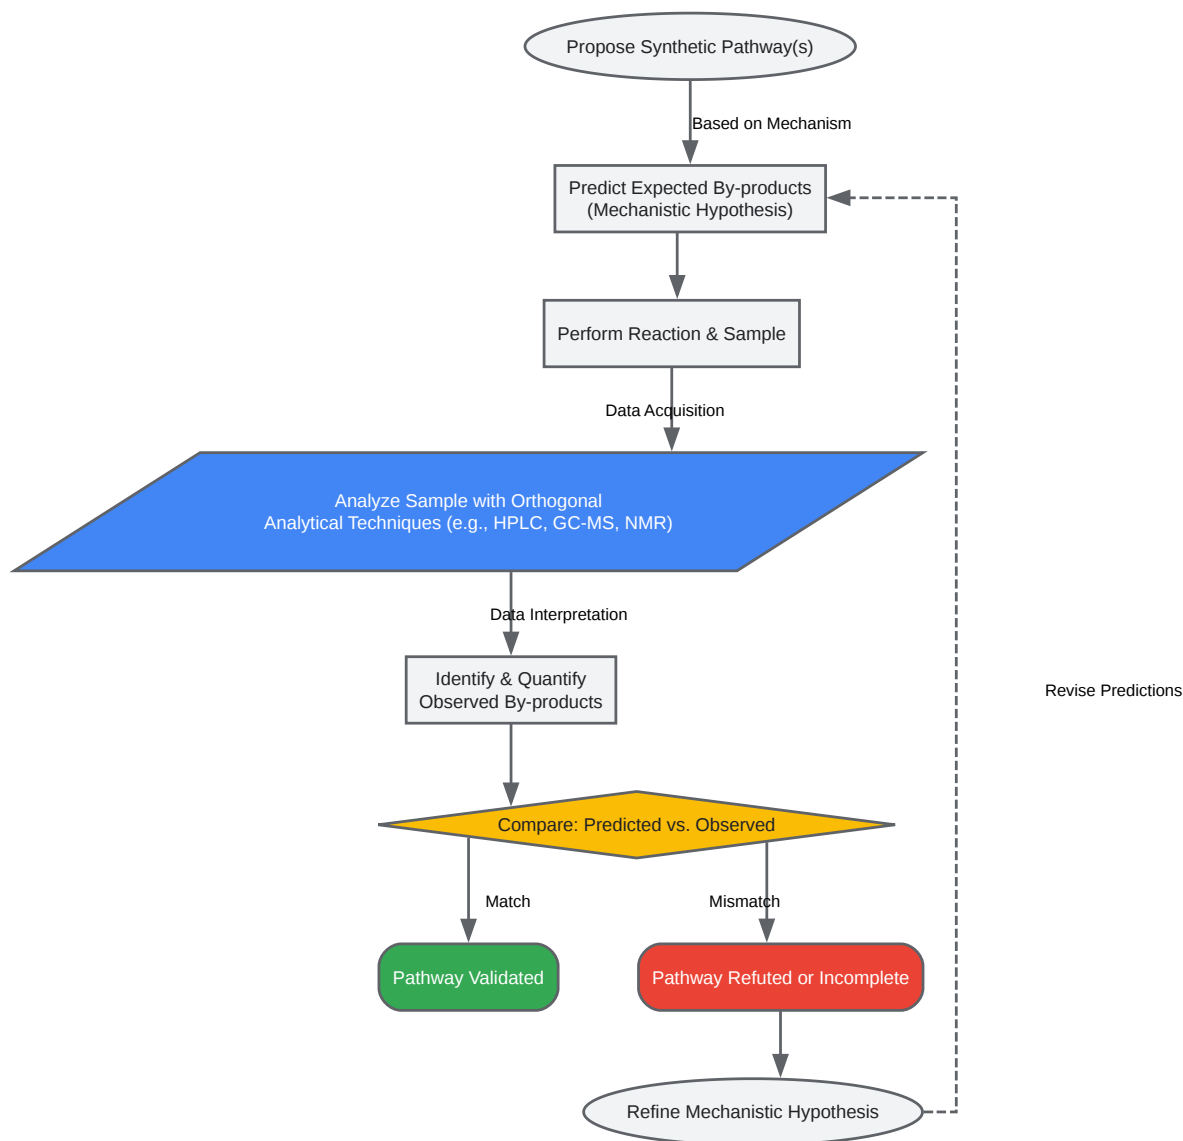 Propose Synthetic Pathway(s)
Based on Mechanism
Predict Expected By-products
(Mechanistic Hypothesis)
Perform Reaction & Sample
Data Acquisition
Analyze Sample with Orthogonal
Analytical Techniques (e.g., HPLC, GC-MS, NMR)
Data Interpretation
Identify & Quantify
Observed By-products
Revise Predictions
Compare: Predicted vs. Observed
Match
Mismatch
Pathway Validated
Pathway Refuted or Incomplete
Refine Mechanistic Hypothesis